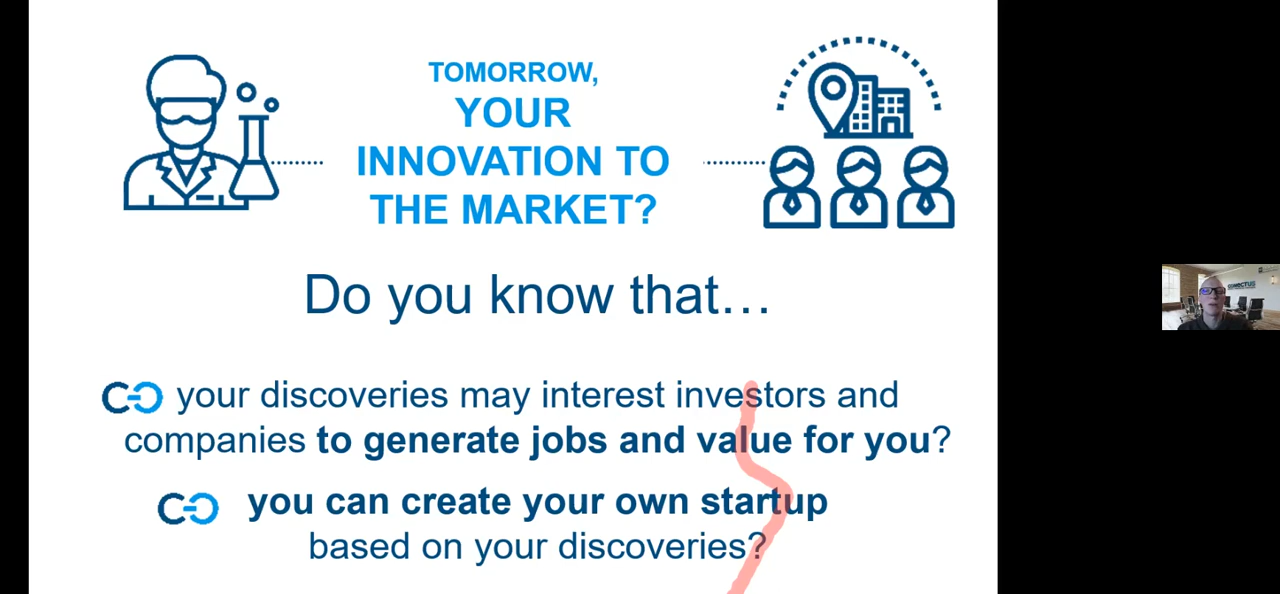 TOMORROW,
YOUR
INNOVATION TO
THE MARKET?
Do you know that…
your discoveries may interest investors and
companies to generate jobs and value for you?
you can create your own startup
based on your discoveries?